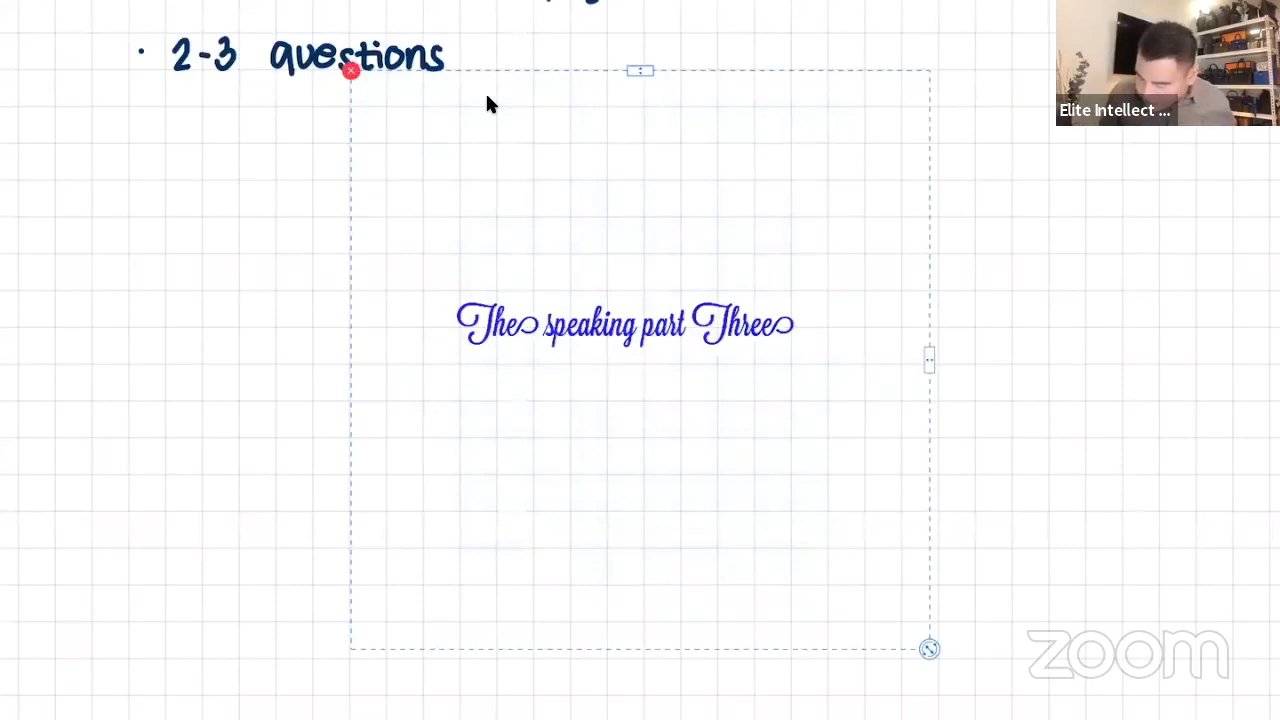 · 2-3 questions
Elite Intellect ...
The speaking part Three
zoom